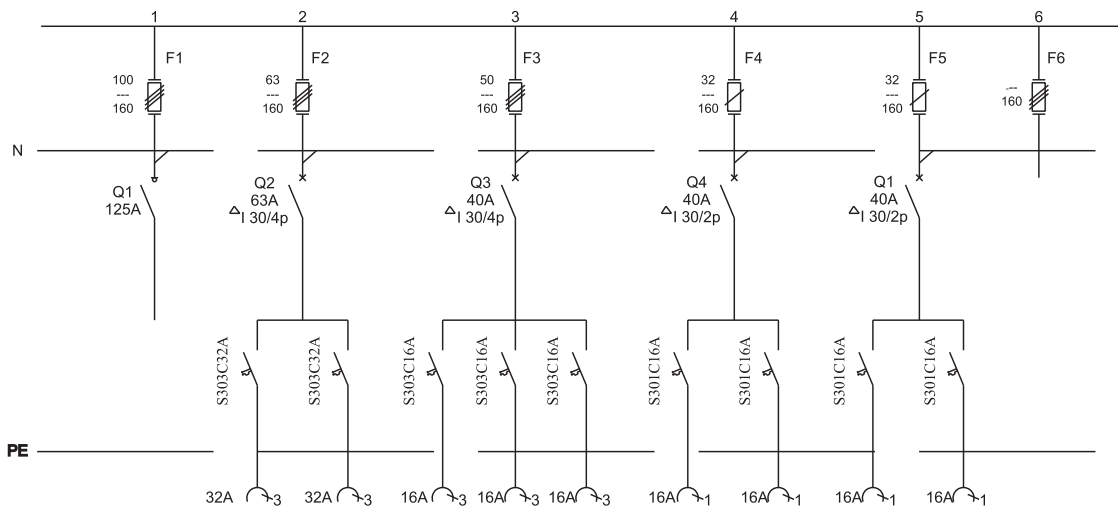 1 2 3 4 5 6
F1 F2 F3 F4 F5 F6
100 63 50 32 32
--- --- --- --- --- ---
160 160 160 160 160 160
N
Q1 Q2 Q3 Q4 Q1
125A 63A 40A 40A 40A
Δ I 30/4p Δ I 30/4p Δ I 30/2p Δ I 30/2p
S303C32A S303C32A S303C16A S303C16A S303C16A S301C16A S301C16A S301C16A S301C16A
PE
32A 3 32A 3 16A 3 16A 3 16A 3 16A 1 16A 1 16A 1 16A 1